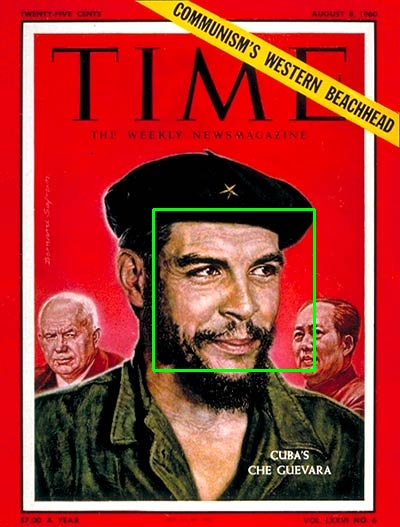 TWENTY-FIVE CENTS
AUGUST 8, 1960
COMMUNISM'S WESTERN BEACHHEAD
TIME
THE WEEKLY NEWSMAGAZINE
CUBA'S
CHE GUEVARA
$7.00 A YEAR
VOL. LXXVI NO. 6